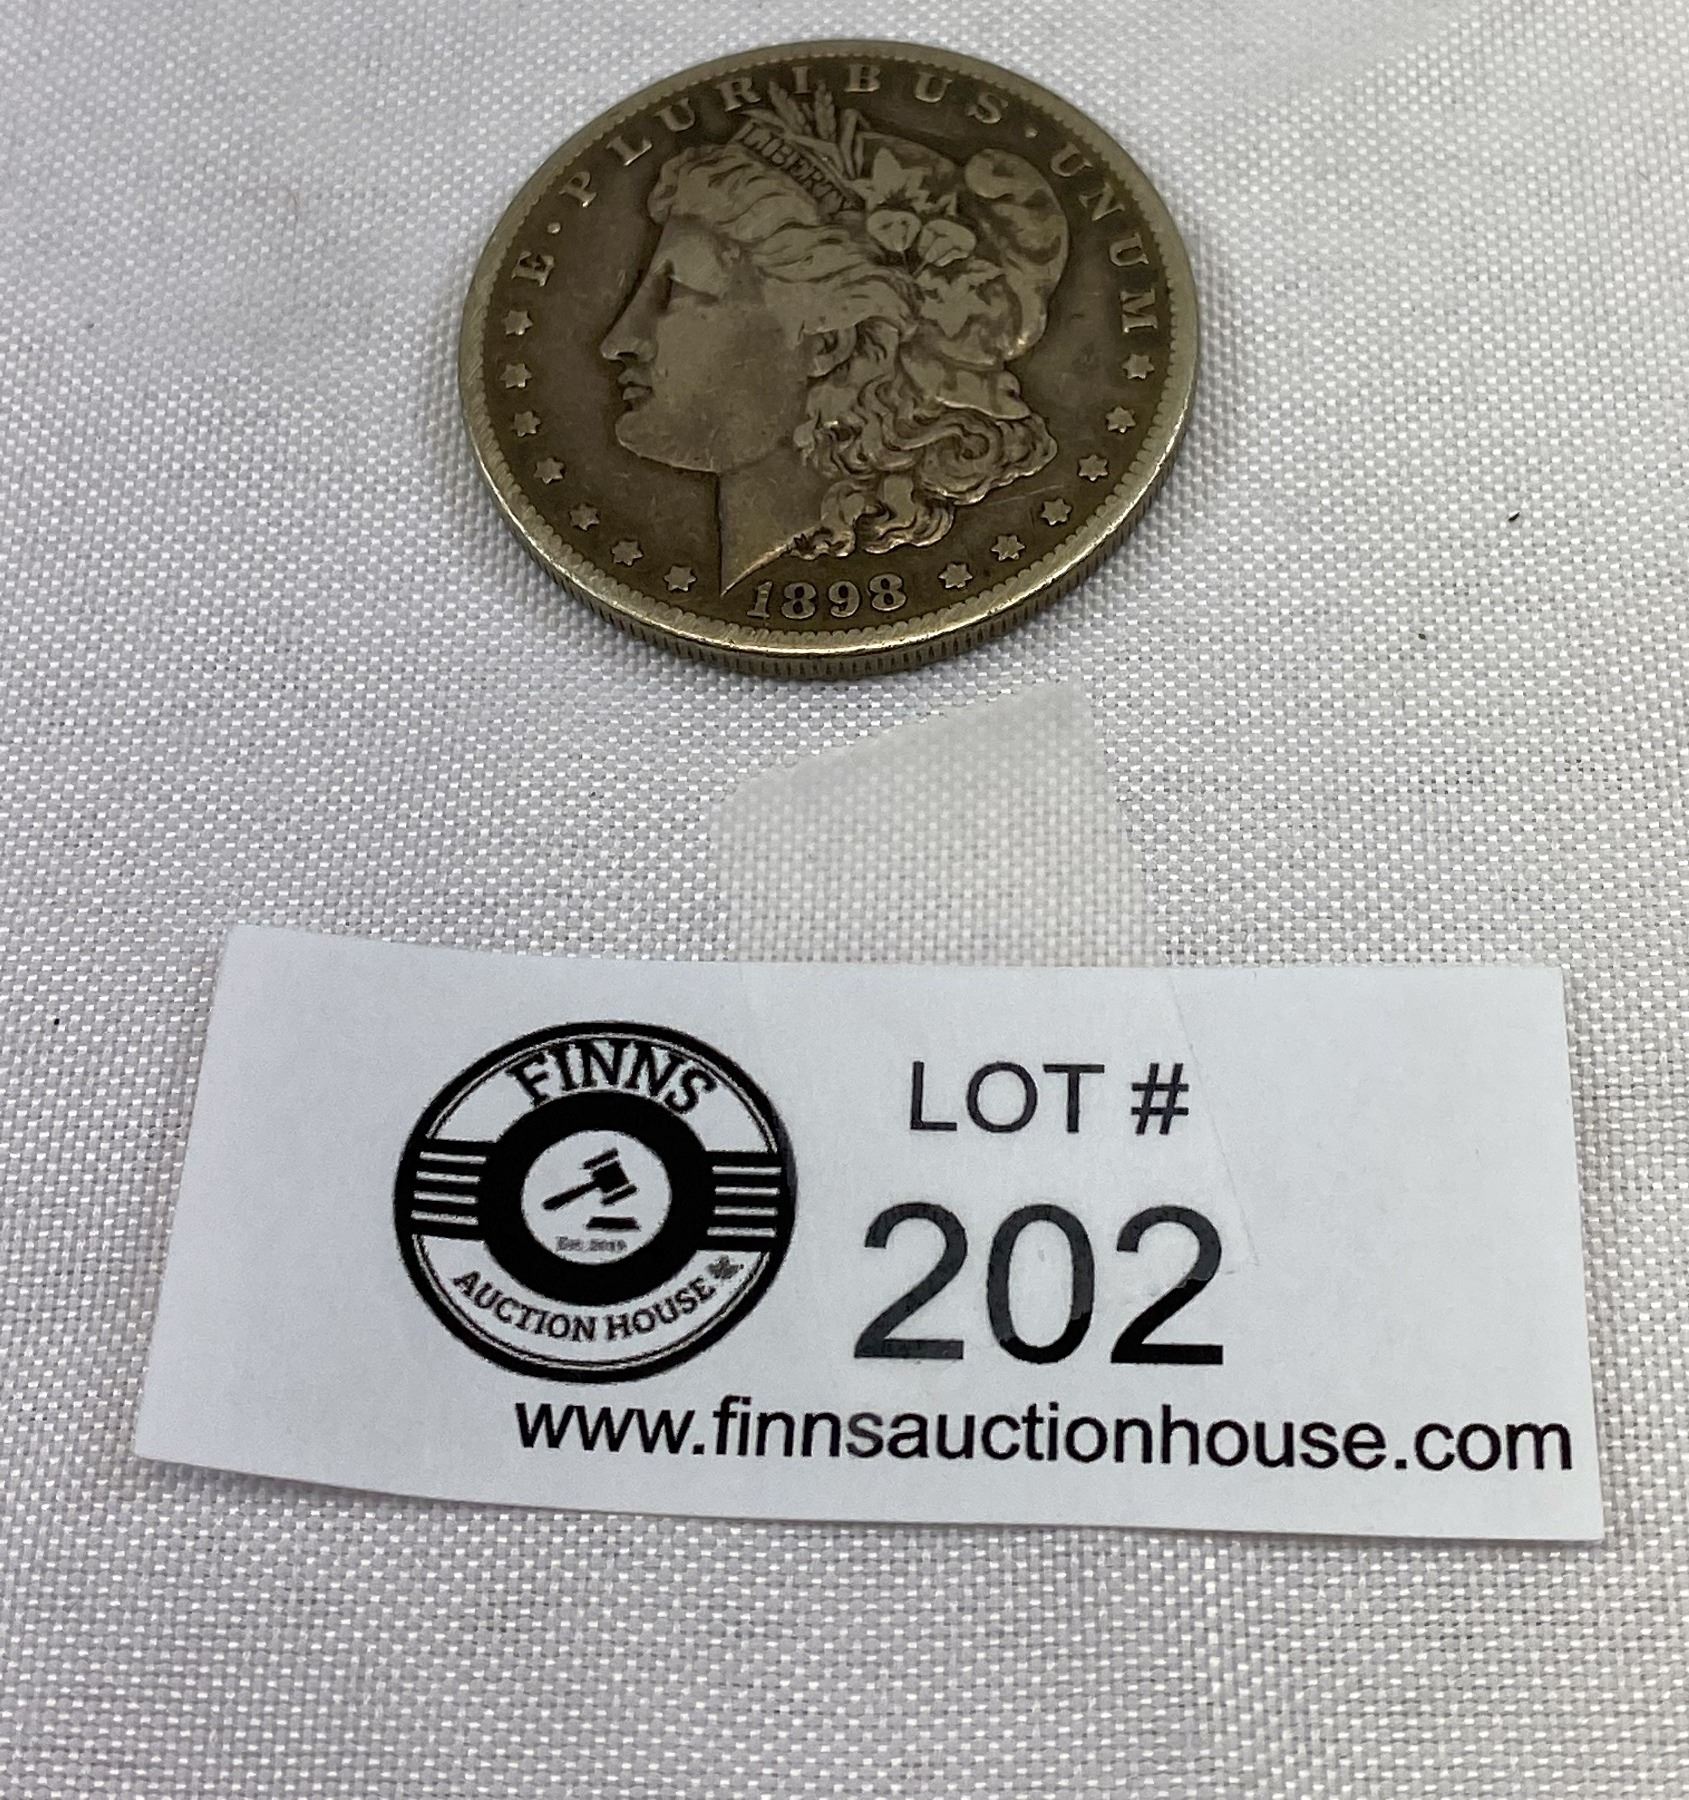 E · PLURIBUS · UNUM
LIBERTY
1898
FINNS
Est. 2019
AUCTION HOUSE
LOT #
202
www.finnsauctionhouse.com